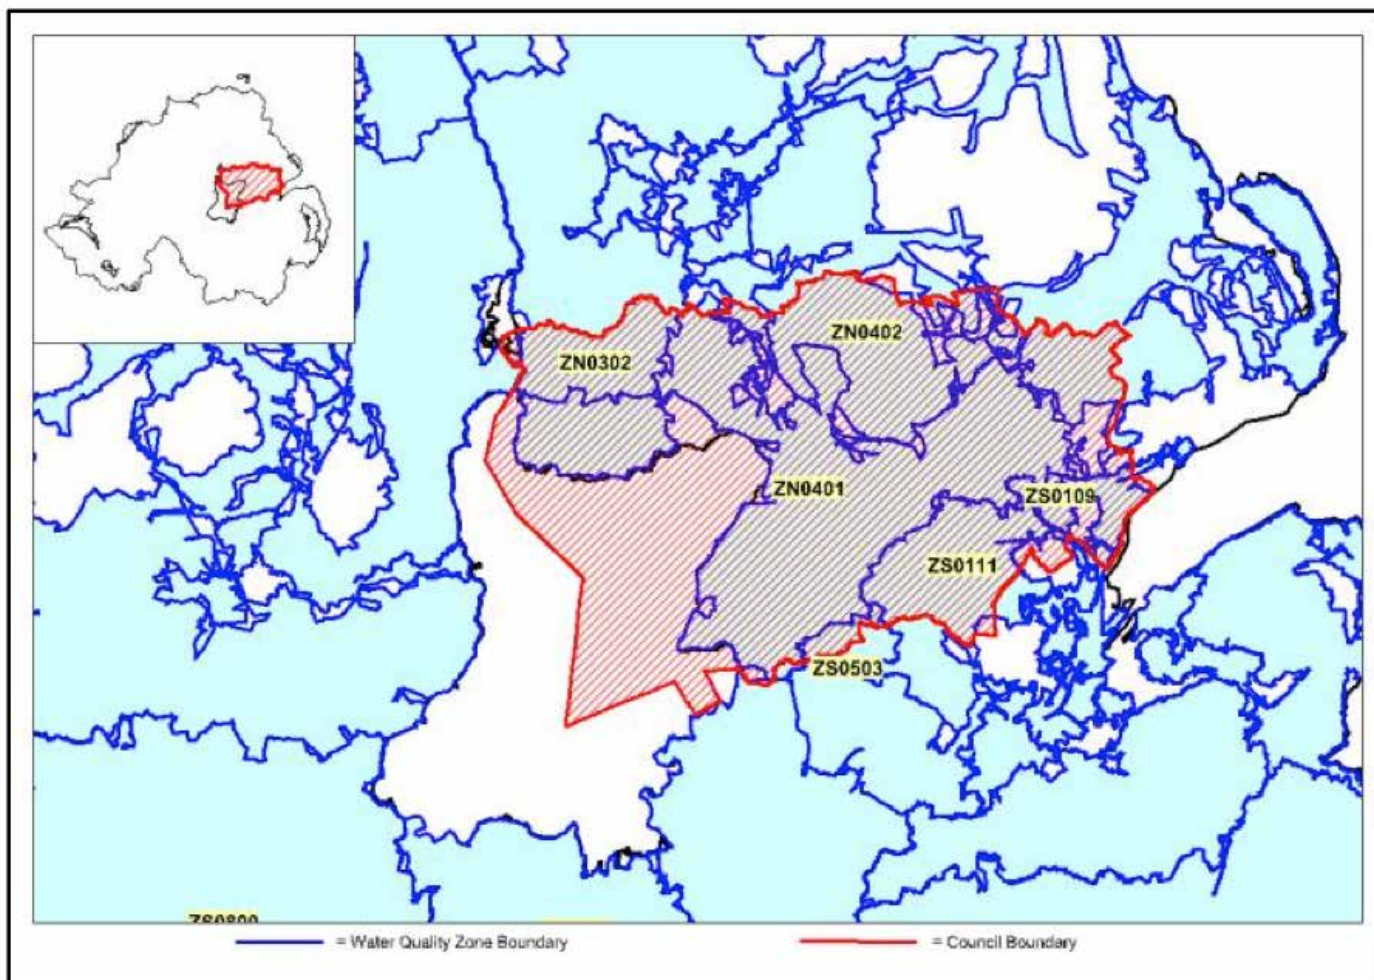 ZN0402
ZN0302
ZN0401
ZS0109
ZS0111
ZS0503
= Water Quality Zone Boundary
= Council Boundary